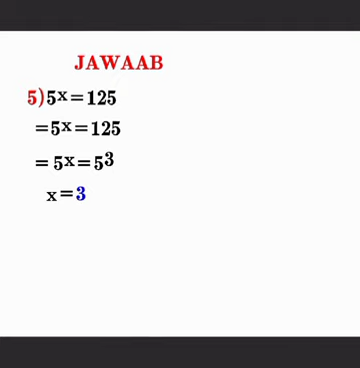 JAWAAB
5) 5ˣ = 125
= 5ˣ = 125
= 5ˣ = 5³
x = 3